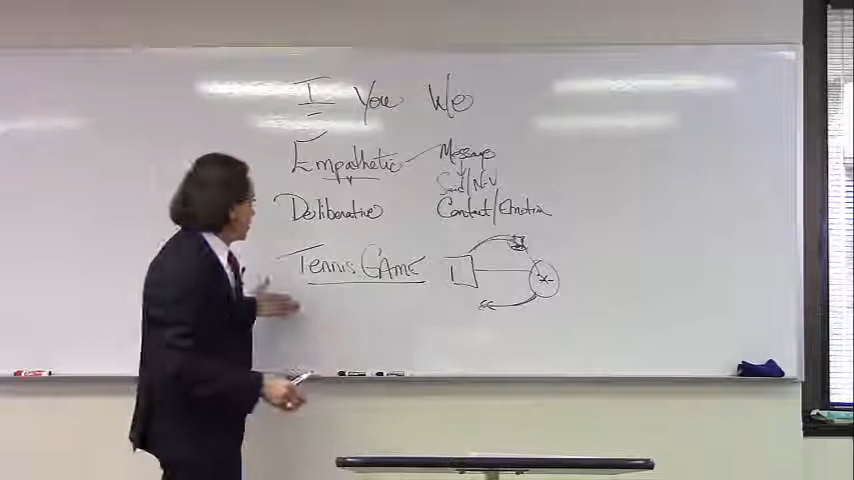 I You We
Empathetic Message
Said/N-V
Deliberative Content/Emotion
Tennis GAme